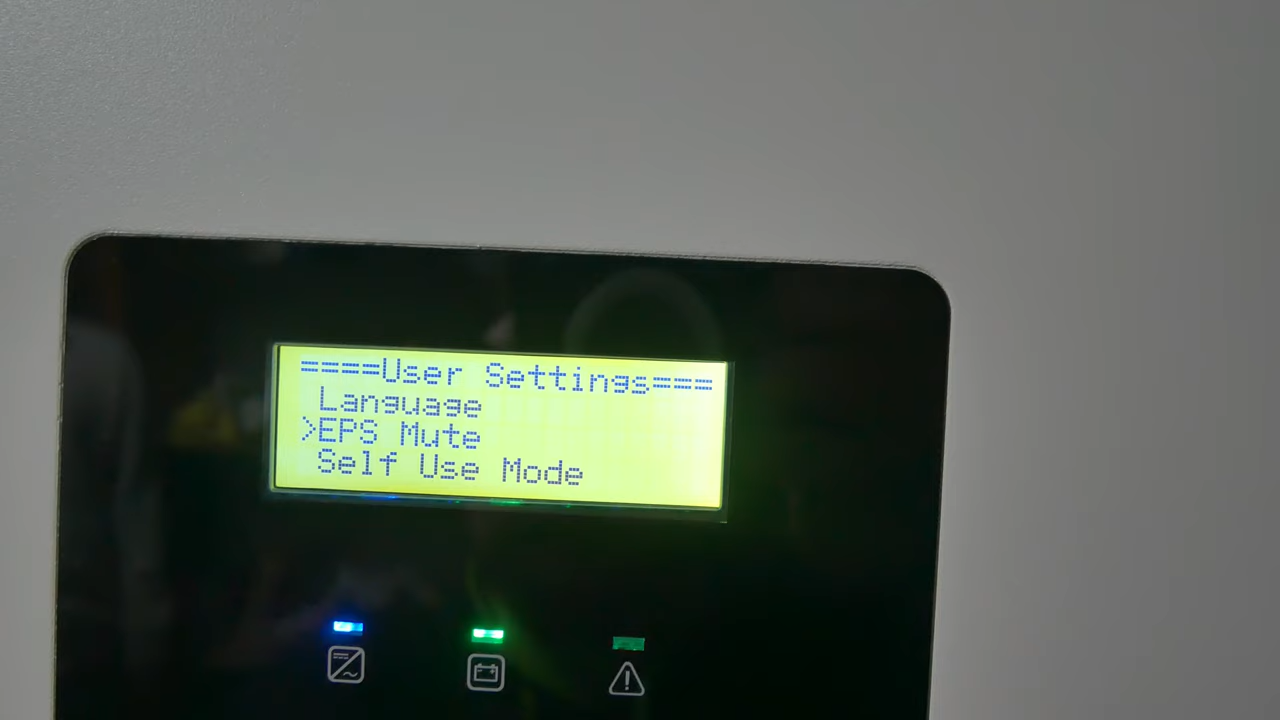 ====User Settings===
Language
>EPS Mute
Self Use Mode